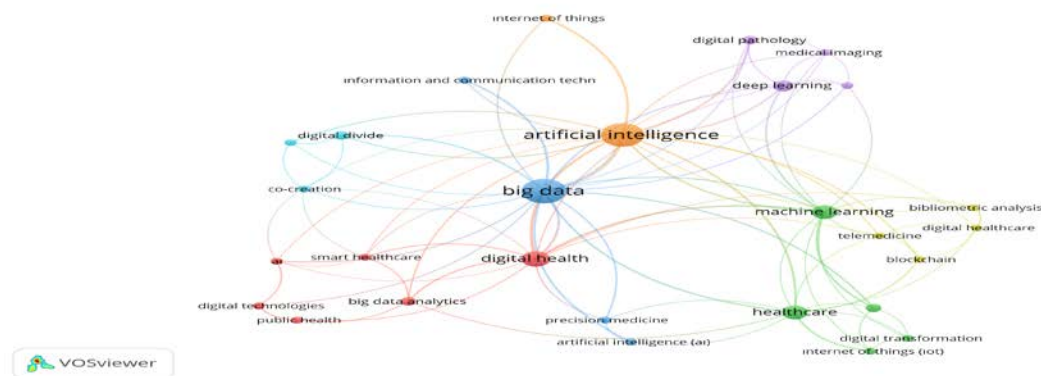 internet of things
digital pathology
medical imaging
information and communication techn
deep learning
artificial intelligence
digital divide
co-creation
big data
machine learning
bibliometric analysis
digital healthcare
telemedicine
blockchain
smart healthcare
digital health
ai
big data analytics
digital technologies
public health
precision medicine
healthcare
artificial intelligence (ai)
digital transformation
internet of things (iot)
VOSviewer